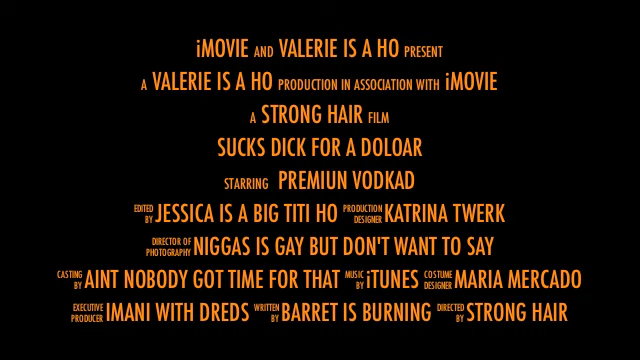 iMOVIE AND VALERIE IS A HO PRESENT
A VALERIE IS A HO PRODUCTION IN ASSOCIATION WITH iMOVIE
A STRONG HAIR FILM
SUCKS DICK FOR A DOLOAR
STARRING PREMIUN VODKAD
EDITED BY JESSICA IS A BIG TITI HO PRODUCTION DESIGNER KATRINA TWERK
DIRECTOR OF PHOTOGRAPHY NIGGAS IS GAY BUT DON'T WANT TO SAY
CASTING BY AINT NOBODY GOT TIME FOR THAT MUSIC BY iTUNES COSTUME DESIGNER MARIA MERCADO
EXECUTIVE PRODUCER IMANI WITH DREDS WRITTEN BY BARRET IS BURNING DIRECTED BY STRONG HAIR